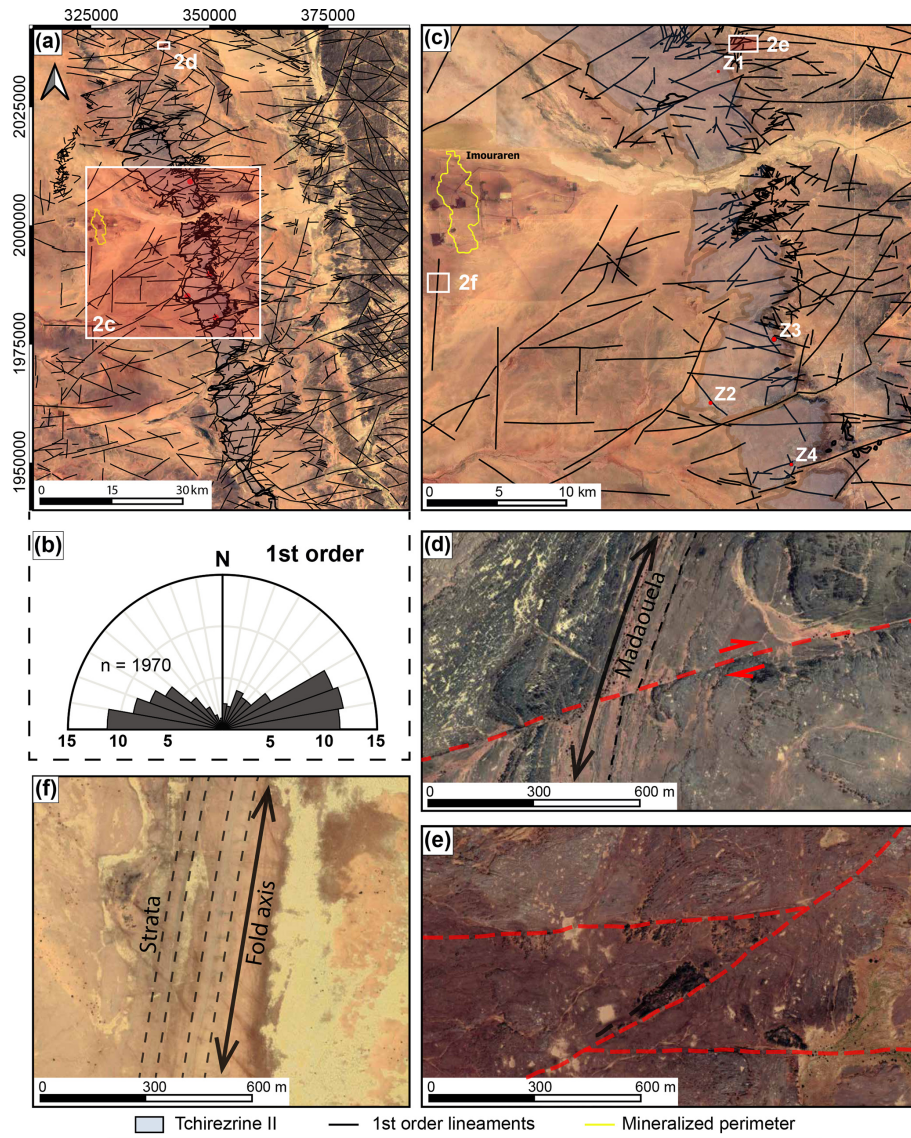 325000 350000 375000
(a)
2d
2025000
2000000
1975000
1950000
2c
0 15 30 km
(c)
2e
Z1
Imouraren
2f
Z3
Z2
Z4
0 5 10 km
(b)
1st order
N
n = 1970
15 10 5 5 10 15
(d)
Madaouela
0 300 600 m
(f)
Strata
Fold axis
0 300 600 m
(e)
0 300 600 m
Tchirezrine II 1st order lineaments Mineralized perimeter